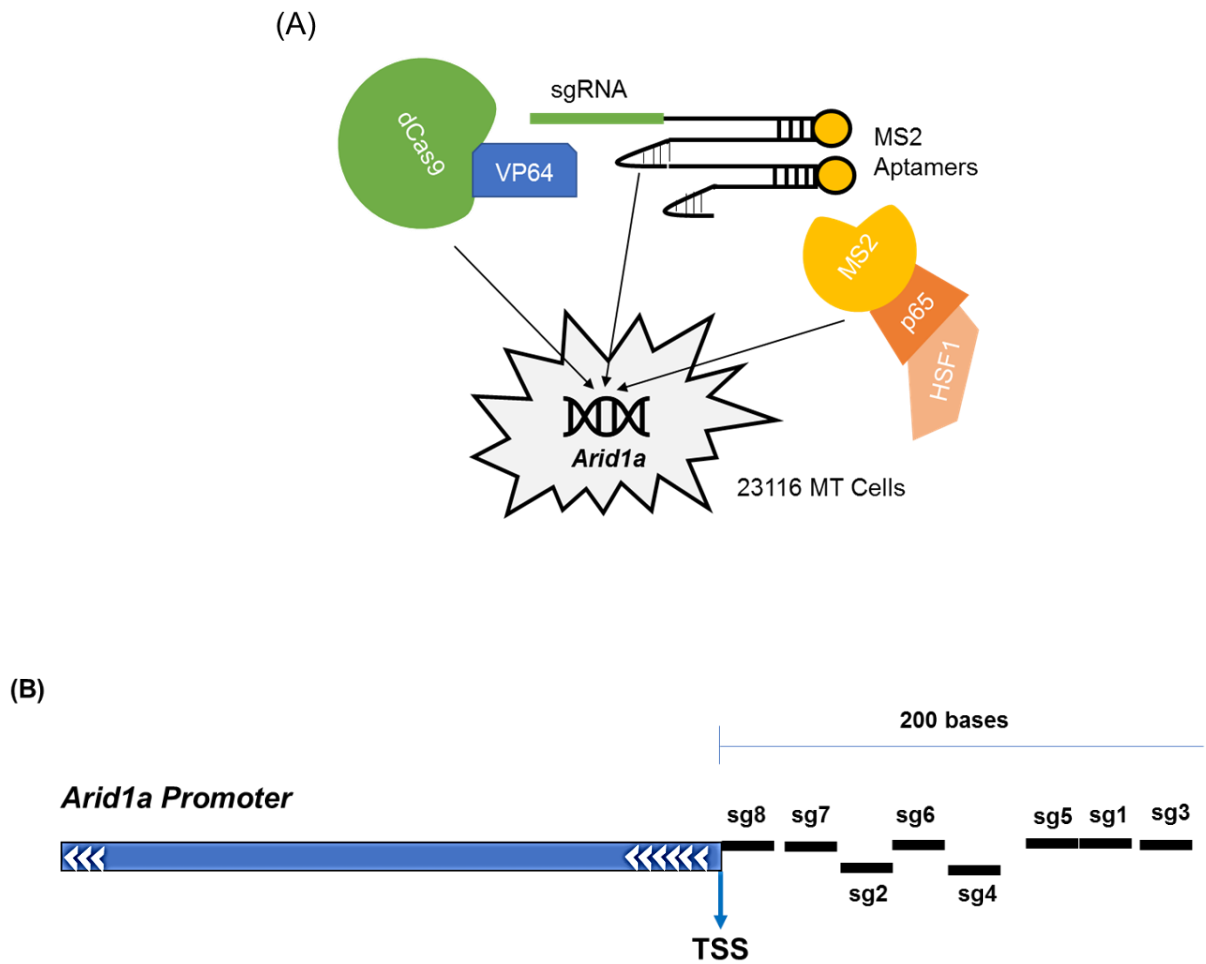 (A)
sgRNA
dCas9
VP64
MS2
Aptamers
MS2
p65
HSF1
Arid1a
23116 MT Cells
(B)
200 bases
Arid1a Promoter
sg8 sg7 sg6 sg5 sg1 sg3
sg2 sg4
TSS